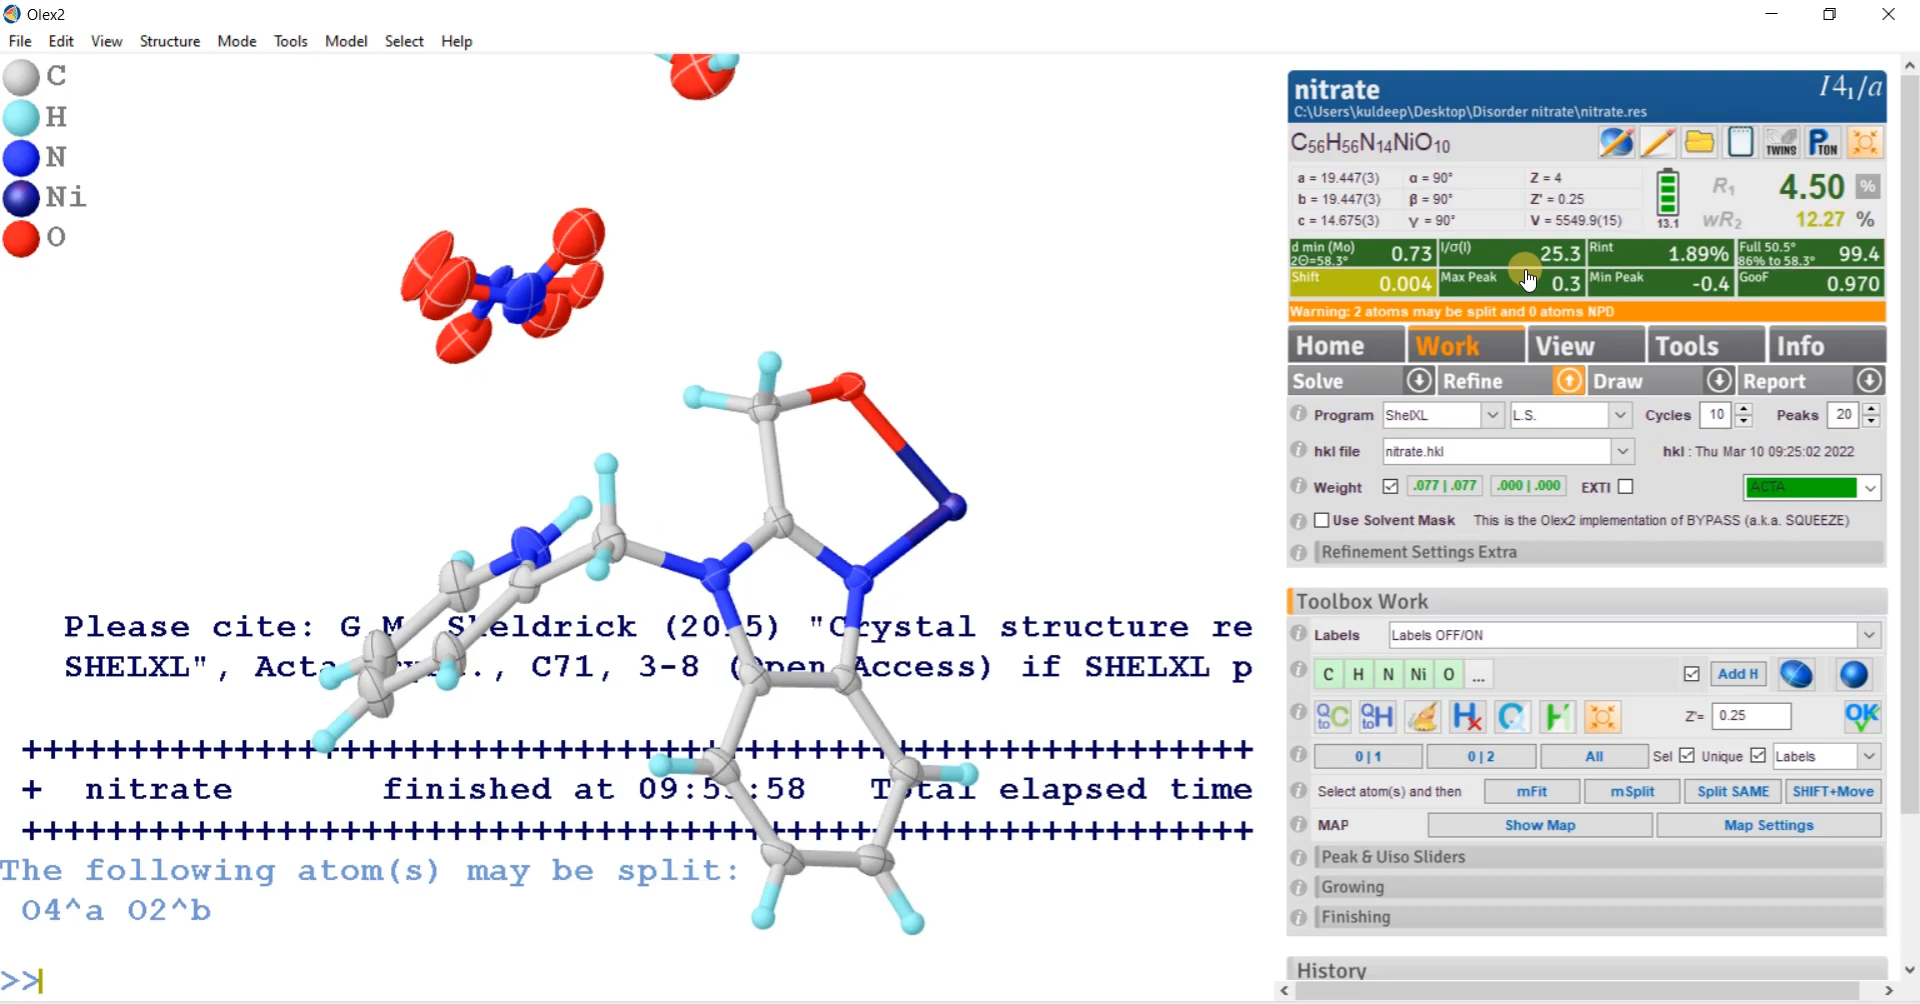 Olex2
File Edit View Structure Mode Tools Model Select Help
C
H
N
Ni
O
Please cite: G.M. Sheldrick (2015) "Crystal structure re
SHELXL", Acta C71, 3-8 (Open Access) if SHELXL p
++++++++++++++++++++++++++++++++++++++++++++++++++++++++++
+ nitrate finished at Total elapsed time
++++++++++++++++++++++++++++++++++++++++++++++++++++++++++
The following atom(s) may be split:
O4^a O2^b
>>
nitrate I4₁/a
C:\Users\kuldeep\Desktop\Disorder nitrate\nitrate.res
C₅₆H₅₆N₁₄NiO₁₀ TWINS PTON
a = 19.447(3) α = 90° Z = 4
b = 19.447(3) β = 90° Z' = 0.25
c = 14.675(3) γ = 90° V = 5549.9(15)
13.1
R₁ 4.50 %
wR₂ 12.27 %
d min (Mo) 2Θ=58.3° 0.73 I/σ(I) 25.3 Rint 1.89% Full 50.5° 86% to 58.3° 99.4
Shift 0.004 Max Peak 0.3 Min Peak -0.4 GooF 0.970
Warning: 2 atoms may be split and 0 atoms NPD
Home Work View Tools Info
Solve Refine Draw Report
Program ShelXL L.S. Cycles 10 Peaks 20
hkl file nitrate.hkl hkl : Thu Mar 10 09:25:02 2022
Weight .077 | .077 .000 | .000 EXTI ACTA
Use Solvent Mask This is the Olex2 implementation of BYPASS (a.k.a. SQUEEZE)
Refinement Settings Extra
Toolbox Work
Labels Labels OFF/ON
C H N Ni O ... Add H
Q to C Q to H H Z'= 0.25 OK
0 | 1 0 | 2 All Sel Unique Labels
Select atom(s) and then mFit mSplit Split SAME SHIFT+Move
MAP Show Map Map Settings
Peak & Uiso Sliders
Growing
Finishing
History